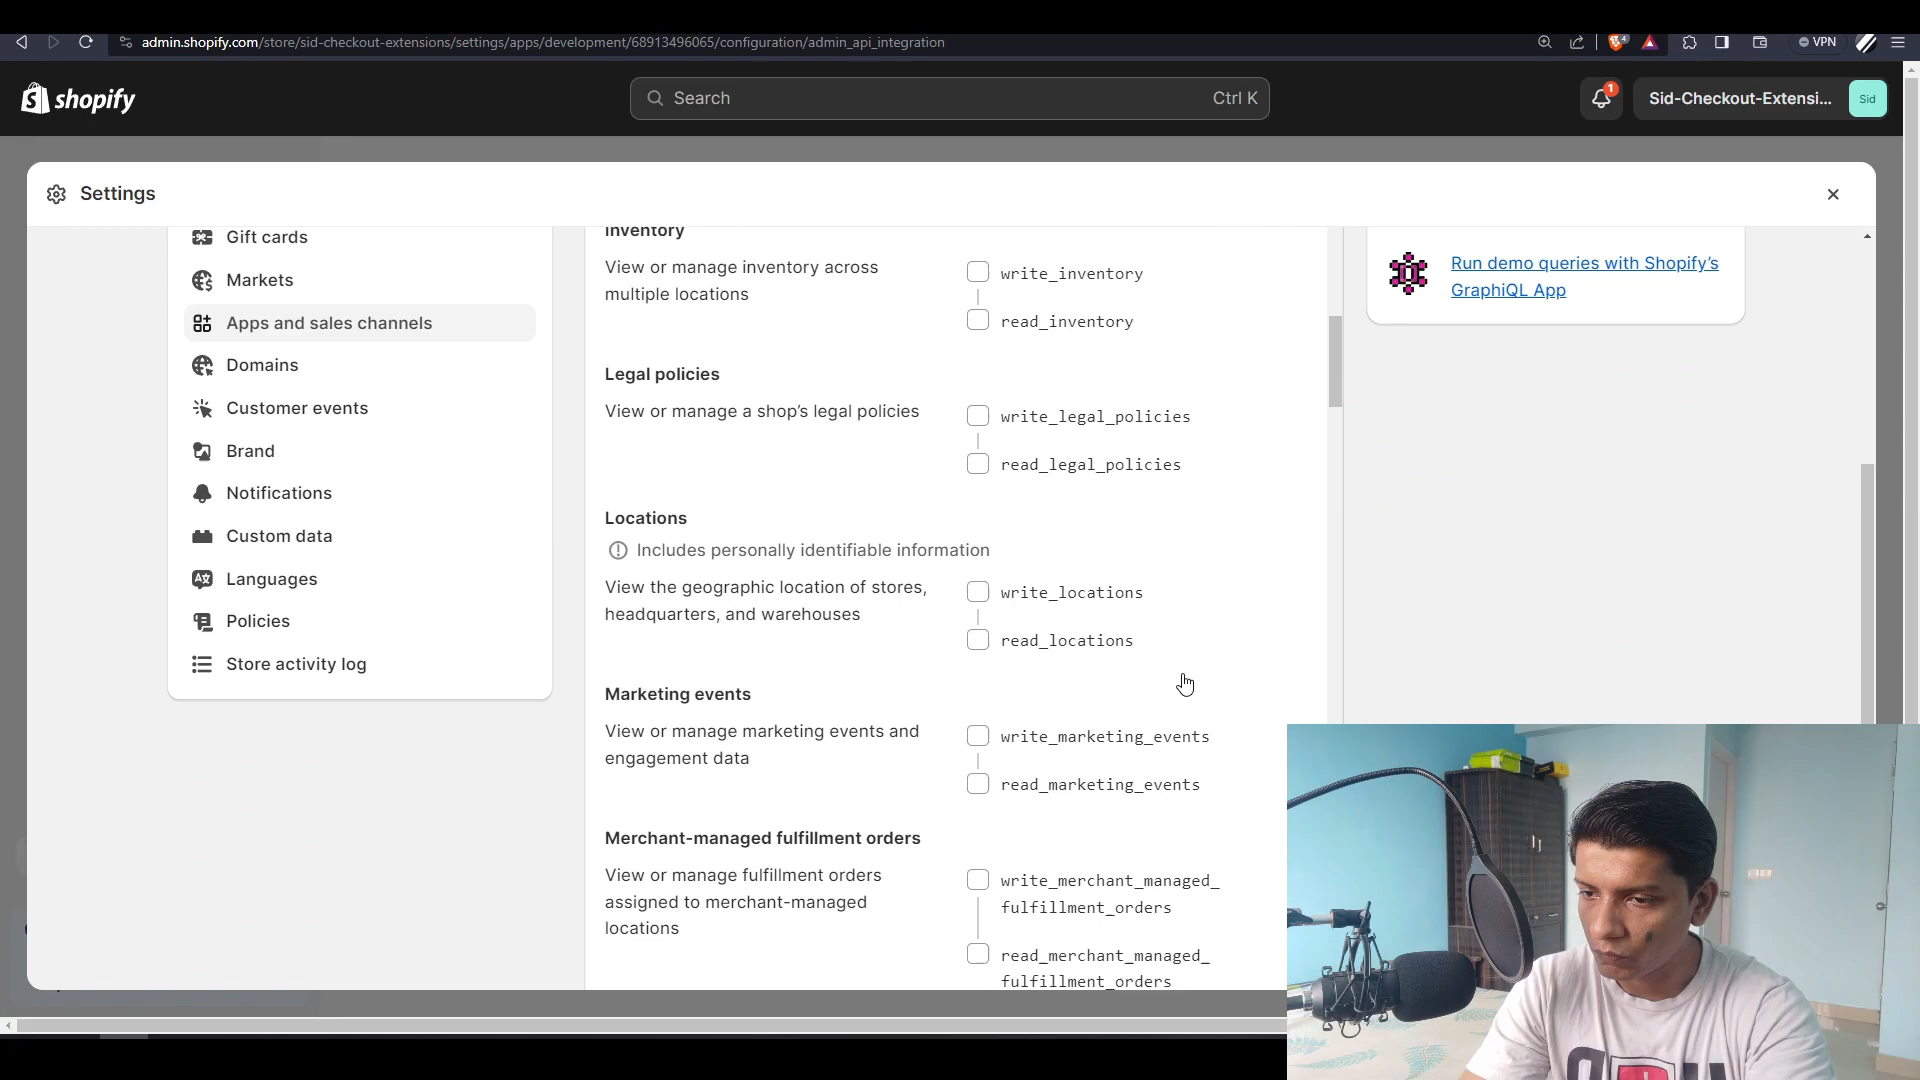 admin.shopify.com/store/sid-checkout-extensions/settings/apps/development/68913496065/configuration/admin_api_integration
4
VPN
shopify
Search
Ctrl K
1
Sid-Checkout-Extensi...
Sid
Settings
Gift cards
Markets
Apps and sales channels
Domains
Customer events
Brand
Notifications
Custom data
Languages
Policies
Store activity log
Inventory
View or manage inventory across
multiple locations
write_inventory
read_inventory
Legal policies
View or manage a shop’s legal policies
write_legal_policies
read_legal_policies
Locations
Includes personally identifiable information
View the geographic location of stores,
headquarters, and warehouses
write_locations
read_locations
Marketing events
View or manage marketing events and
engagement data
write_marketing_events
read_marketing_events
Merchant-managed fulfillment orders
View or manage fulfillment orders
assigned to merchant-managed
locations
write_merchant_managed_
fulfillment_orders
read_merchant_managed_
fulfillment_orders
Run demo queries with Shopify’s
GraphiQL App